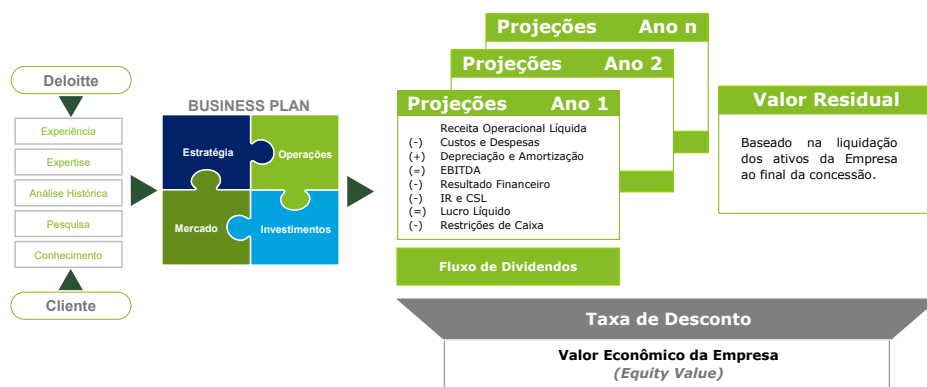 Deloitte
Experiência
Expertise
Análise Histórica
Pesquisa
Conhecimento
Cliente
BUSINESS PLAN
Estratégia
Operações
Mercado
Investimentos
Projeções Ano n
Projeções Ano 2
Projeções Ano 1
Receita Operacional Líquida
(-) Custos e Despesas
(+) Depreciação e Amortização
(=) EBITDA
(-) Resultado Financeiro
(-) IR e CSL
(=) Lucro Líquido
(-) Restrições de Caixa
Fluxo de Dividendos
Valor Residual
Baseado na liquidação
dos ativos da Empresa
ao final da concessão.
Taxa de Desconto
Valor Econômico da Empresa
(Equity Value)